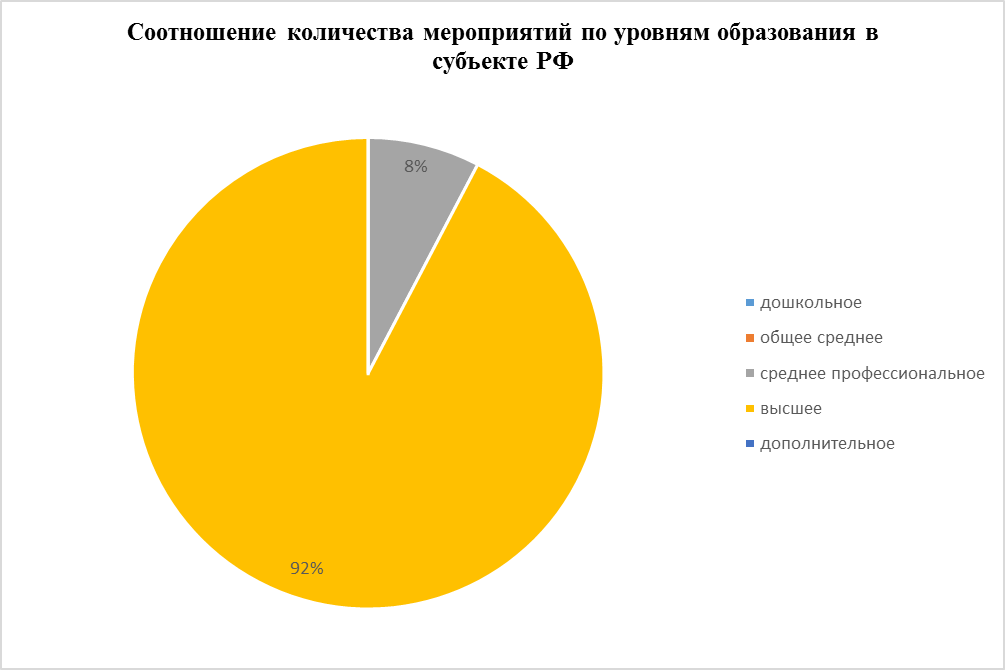 Соотношение количества мероприятий по уровням образования в
субъекте РФ
8%
92%
дошкольное
общее среднее
среднее профессиональное
высшее
дополнительное